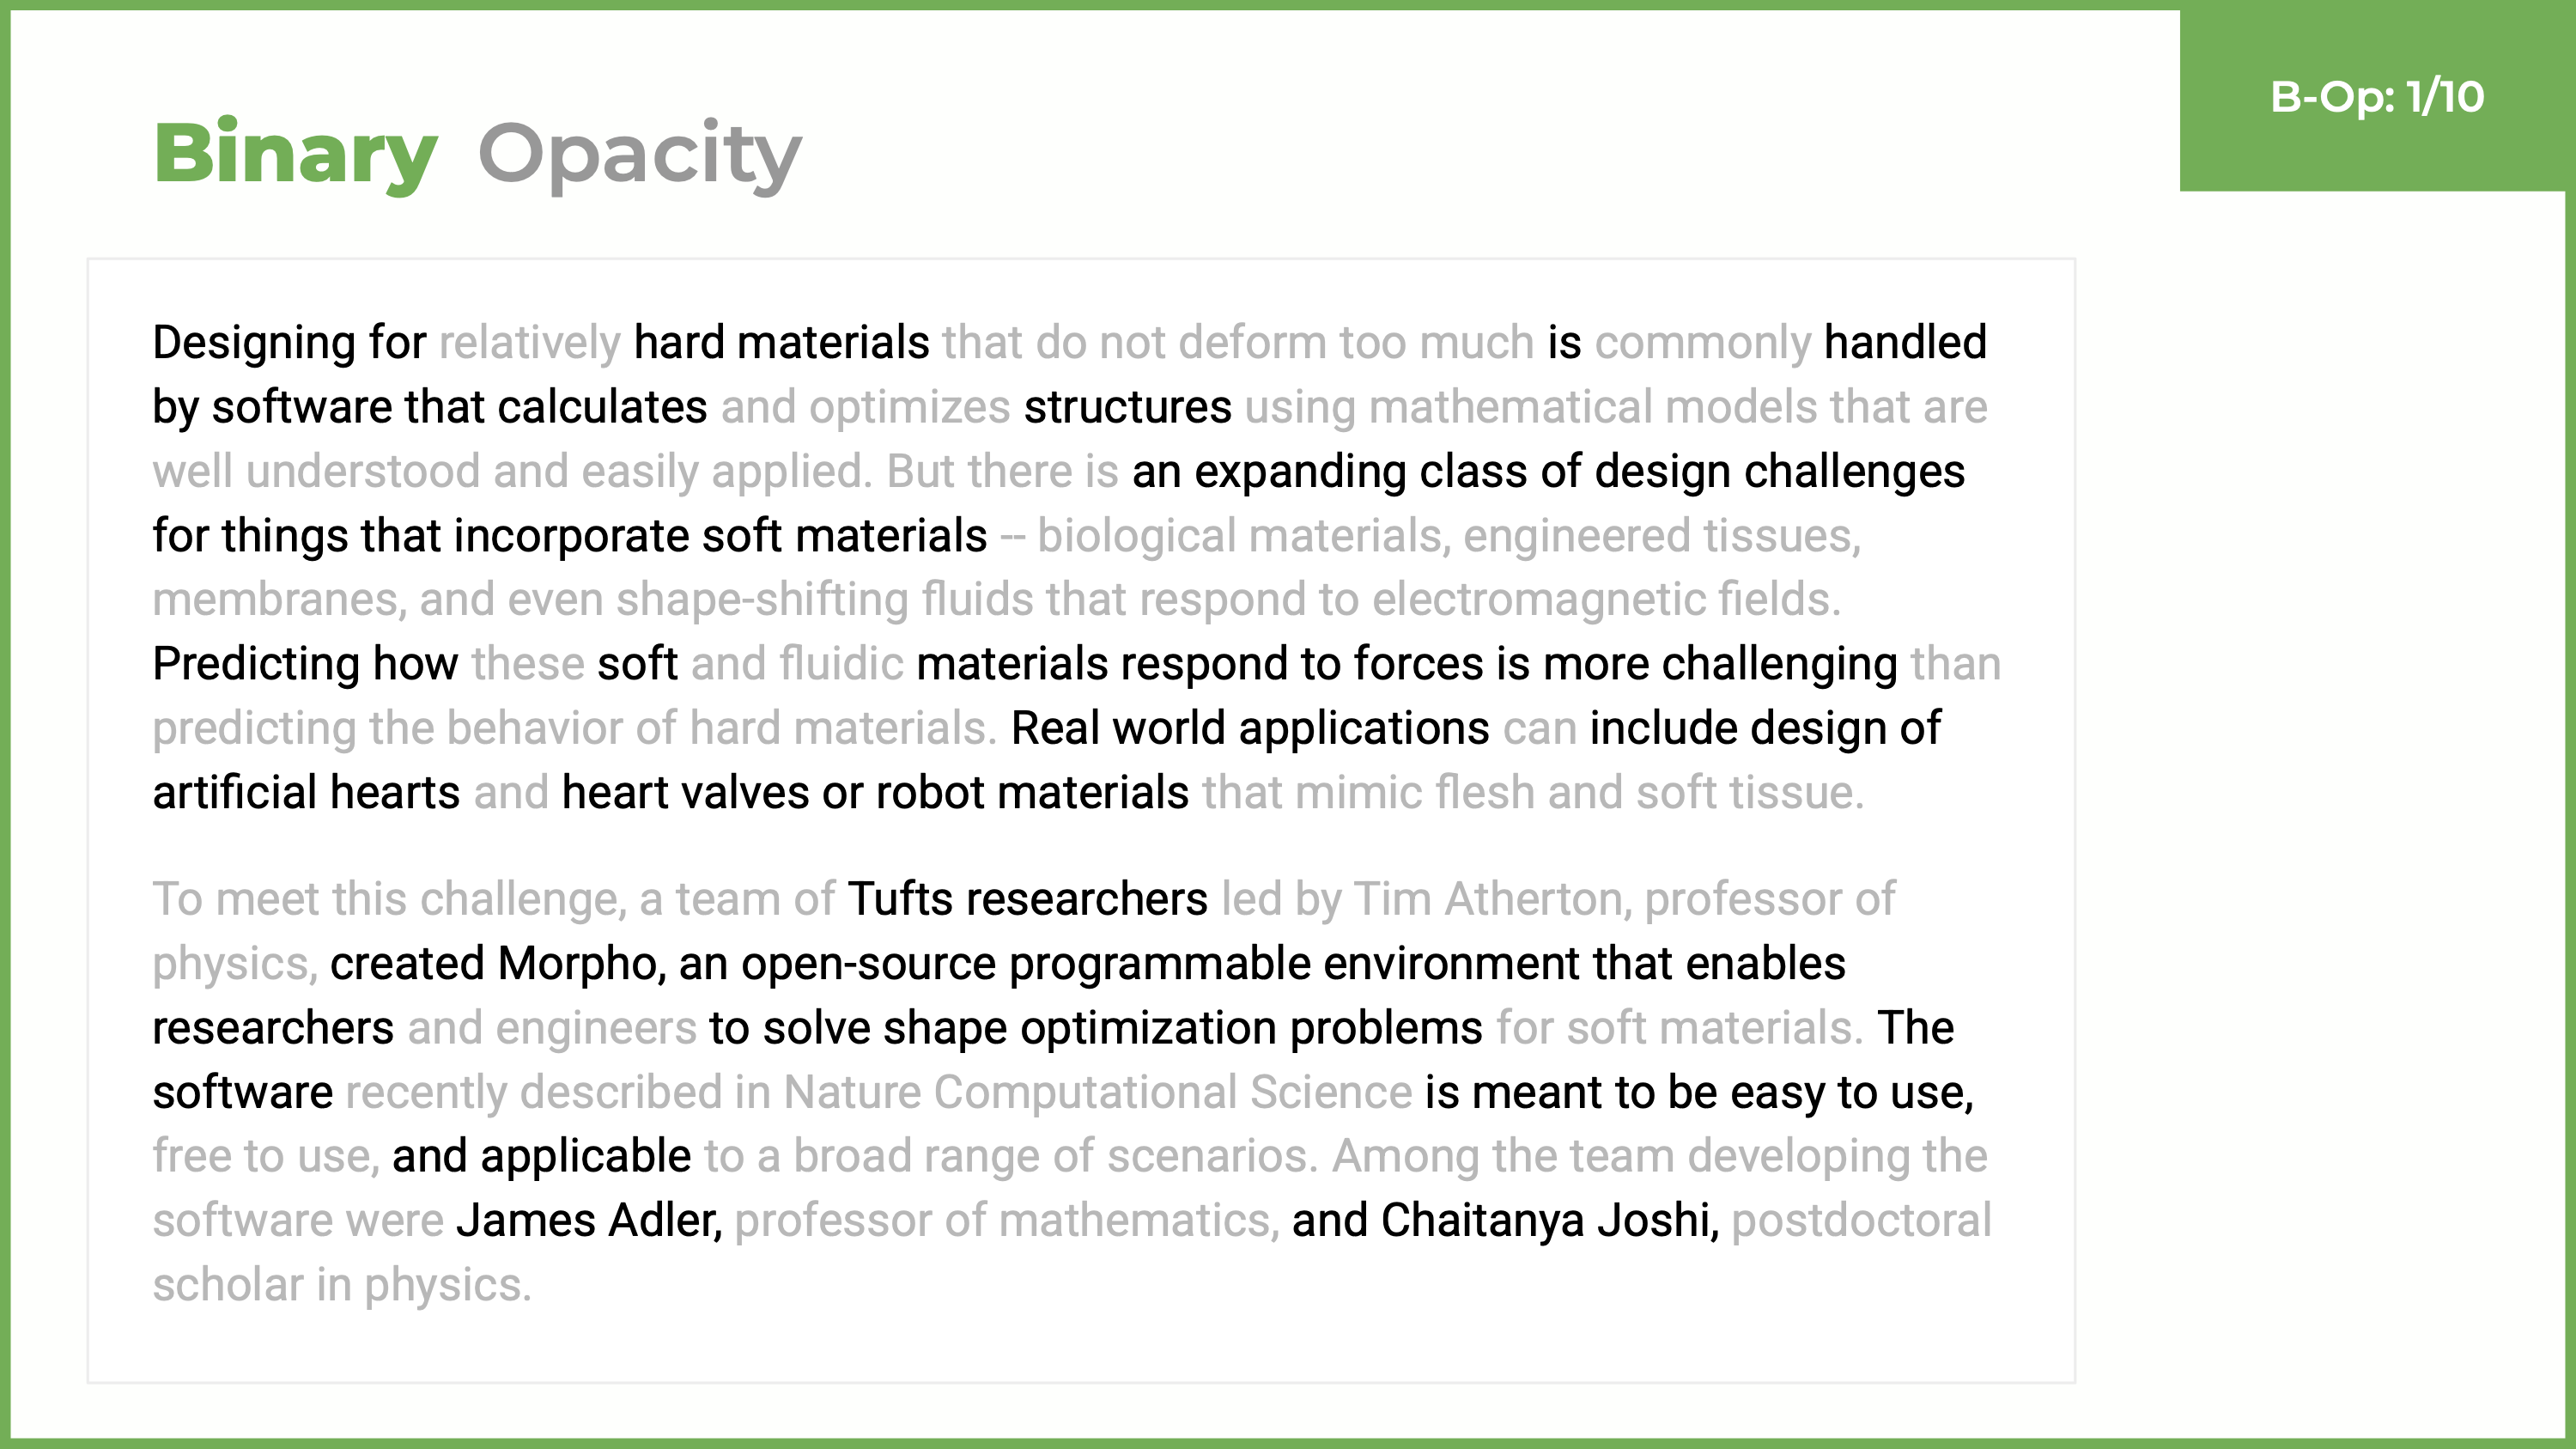 B-Op: 1/10
Binary Opacity
Designing for relatively hard materials that do not deform too much is commonly handled
by software that calculates and optimizes structures using mathematical models that are
well understood and easily applied. But there is an expanding class of design challenges
for things that incorporate soft materials -- biological materials, engineered tissues,
membranes, and even shape-shifting fluids that respond to electromagnetic fields.
Predicting how these soft and fluidic materials respond to forces is more challenging than
predicting the behavior of hard materials. Real world applications can include design of
artificial hearts and heart valves or robot materials that mimic flesh and soft tissue.
To meet this challenge, a team of Tufts researchers led by Tim Atherton, professor of
physics, created Morpho, an open-source programmable environment that enables
researchers and engineers to solve shape optimization problems for soft materials. The
software recently described in Nature Computational Science is meant to be easy to use,
free to use, and applicable to a broad range of scenarios. Among the team developing the
software were James Adler, professor of mathematics, and Chaitanya Joshi, postdoctoral
scholar in physics.